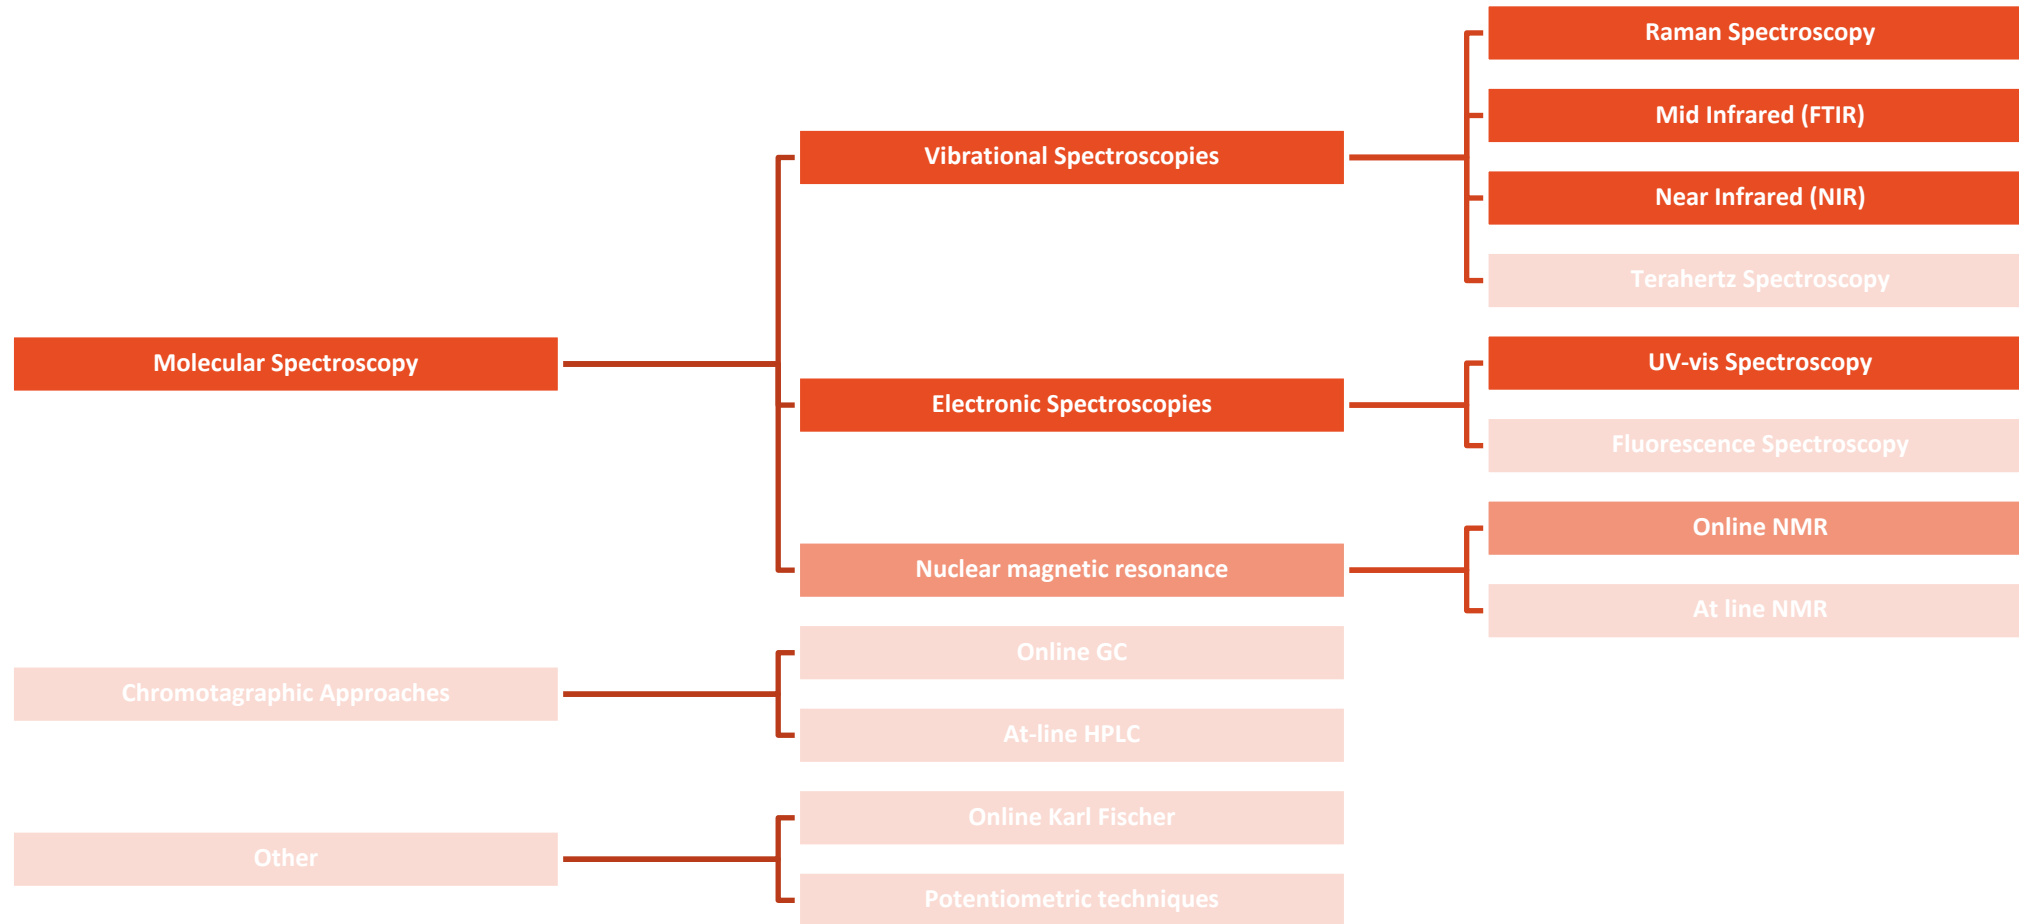 Raman Spectroscopy
Mid Infrared (FTIR)
Vibrational Spectroscopies
Near Infrared (NIR)
Terahertz Spectroscopy
Molecular Spectroscopy
UV-vis Spectroscopy
Electronic Spectroscopies
Fluorescence Spectroscopy
Online NMR
Nuclear magnetic resonance
At line NMR
Online GC
Chromotagraphic Approaches
At-line HPLC
Online Karl Fischer
Other
Potentiometric techniques